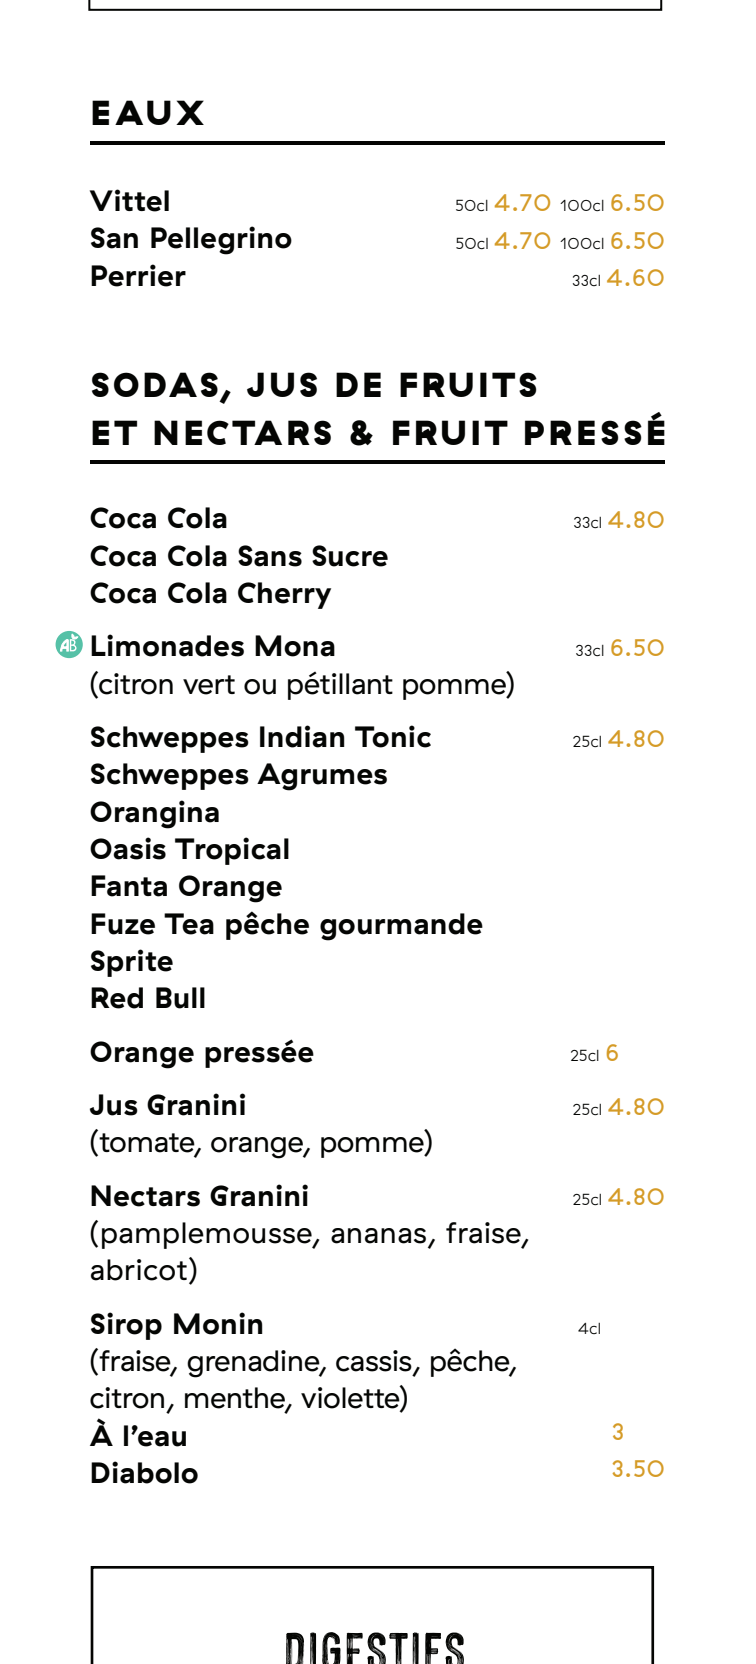 EAUX
Vittel 50cl 4.70 100cl 6.50
San Pellegrino 50cl 4.70 100cl 6.50
Perrier 33cl 4.60
SODAS, JUS DE FRUITS
ET NECTARS & FRUIT PRESSÉ
Coca Cola 33cl 4.80
Coca Cola Sans Sucre
Coca Cola Cherry
AB Limonades Mona 33cl 6.50
(citron vert ou pétillant pomme)
Schweppes Indian Tonic 25cl 4.80
Schweppes Agrumes
Orangina
Oasis Tropical
Fanta Orange
Fuze Tea pêche gourmande
Sprite
Red Bull
Orange pressée 25cl 6
Jus Granini 25cl 4.80
(tomate, orange, pomme)
Nectars Granini 25cl 4.80
(pamplemousse, ananas, fraise,
abricot)
Sirop Monin 4cl
(fraise, grenadine, cassis, pêche,
citron, menthe, violette)
À l'eau 3
Diabolo 3.50
DIGESTIFS